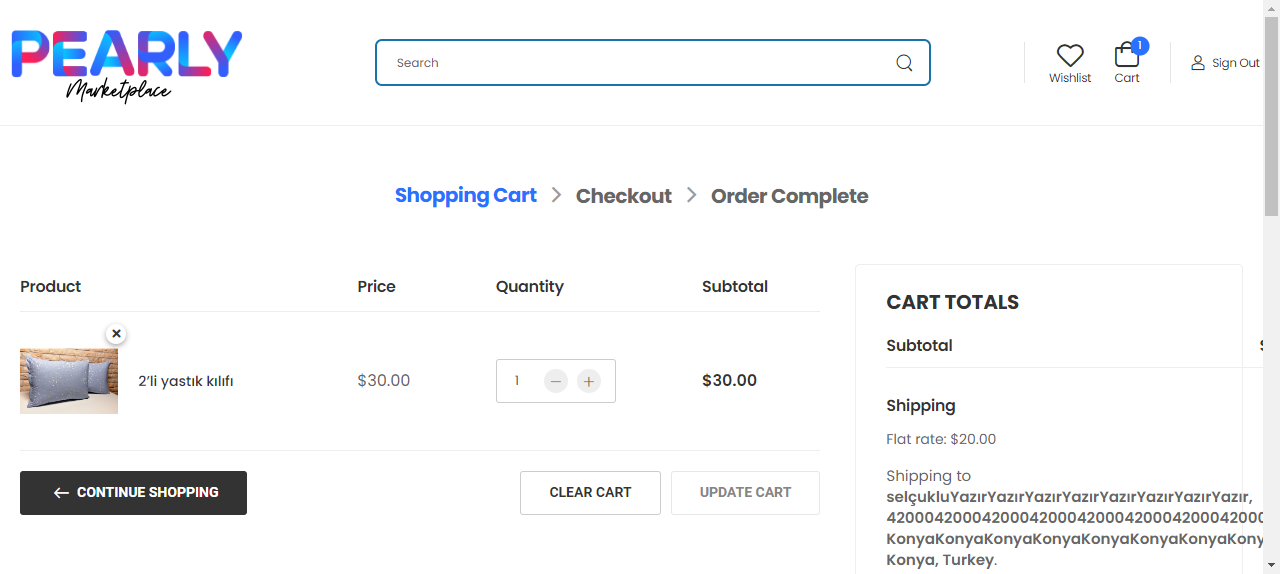 PEARLY
Marketplace
Search
1
Wishlist
Cart
Sign Out
Shopping Cart
Checkout
Order Complete
Product
Price
Quantity
Subtotal
2'li yastık kılıfı
$30.00
1
$30.00
CONTINUE SHOPPING
CLEAR CART
UPDATE CART
CART TOTALS
Subtotal
Shipping
Flat rate: $20.00
Shipping to
selçukluYazırYazırYazırYazırYazırYazırYazırYazır,
4200042000420004200042000420004200042000
KonyaKonyaKonyaKonyaKonyaKonyaKonyaKony
Konya, Turkey.